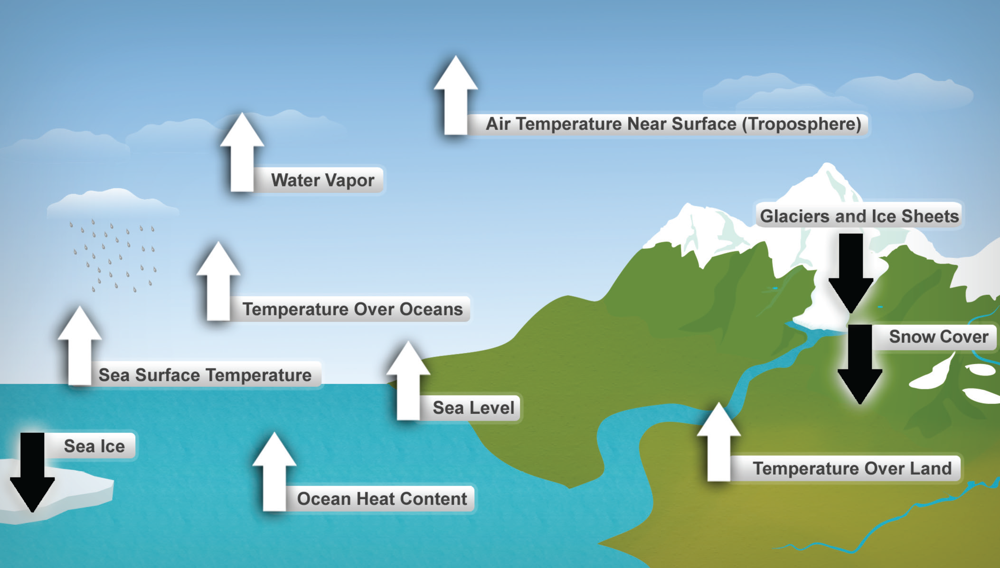 Air Temperature Near Surface (Troposphere)
Water Vapor
Glaciers and Ice Sheets
Temperature Over Oceans
Snow Cover
Sea Surface Temperature
Sea Level
Sea Ice
Temperature Over Land
Ocean Heat Content